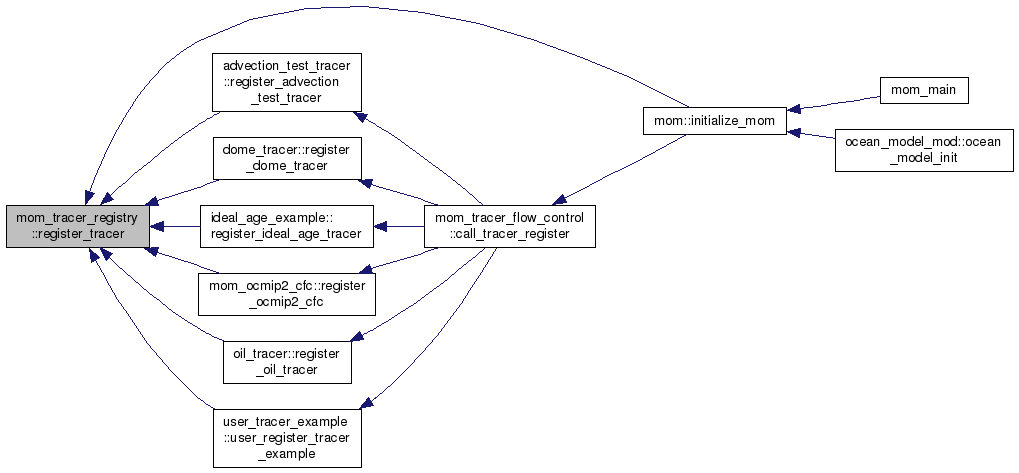 mom_tracer_registry
::register_tracer
advection_test_tracer
::register_advection
_test_tracer
dome_tracer::register
_dome_tracer
ideal_age_example::
register_ideal_age_tracer
mom_ocmip2_cfc::register
_ocmip2_cfc
oil_tracer::register
_oil_tracer
user_tracer_example
::user_register_tracer
_example
mom_tracer_flow_control
::call_tracer_register
mom::initialize_mom
mom_main
ocean_model_mod::ocean
_model_init